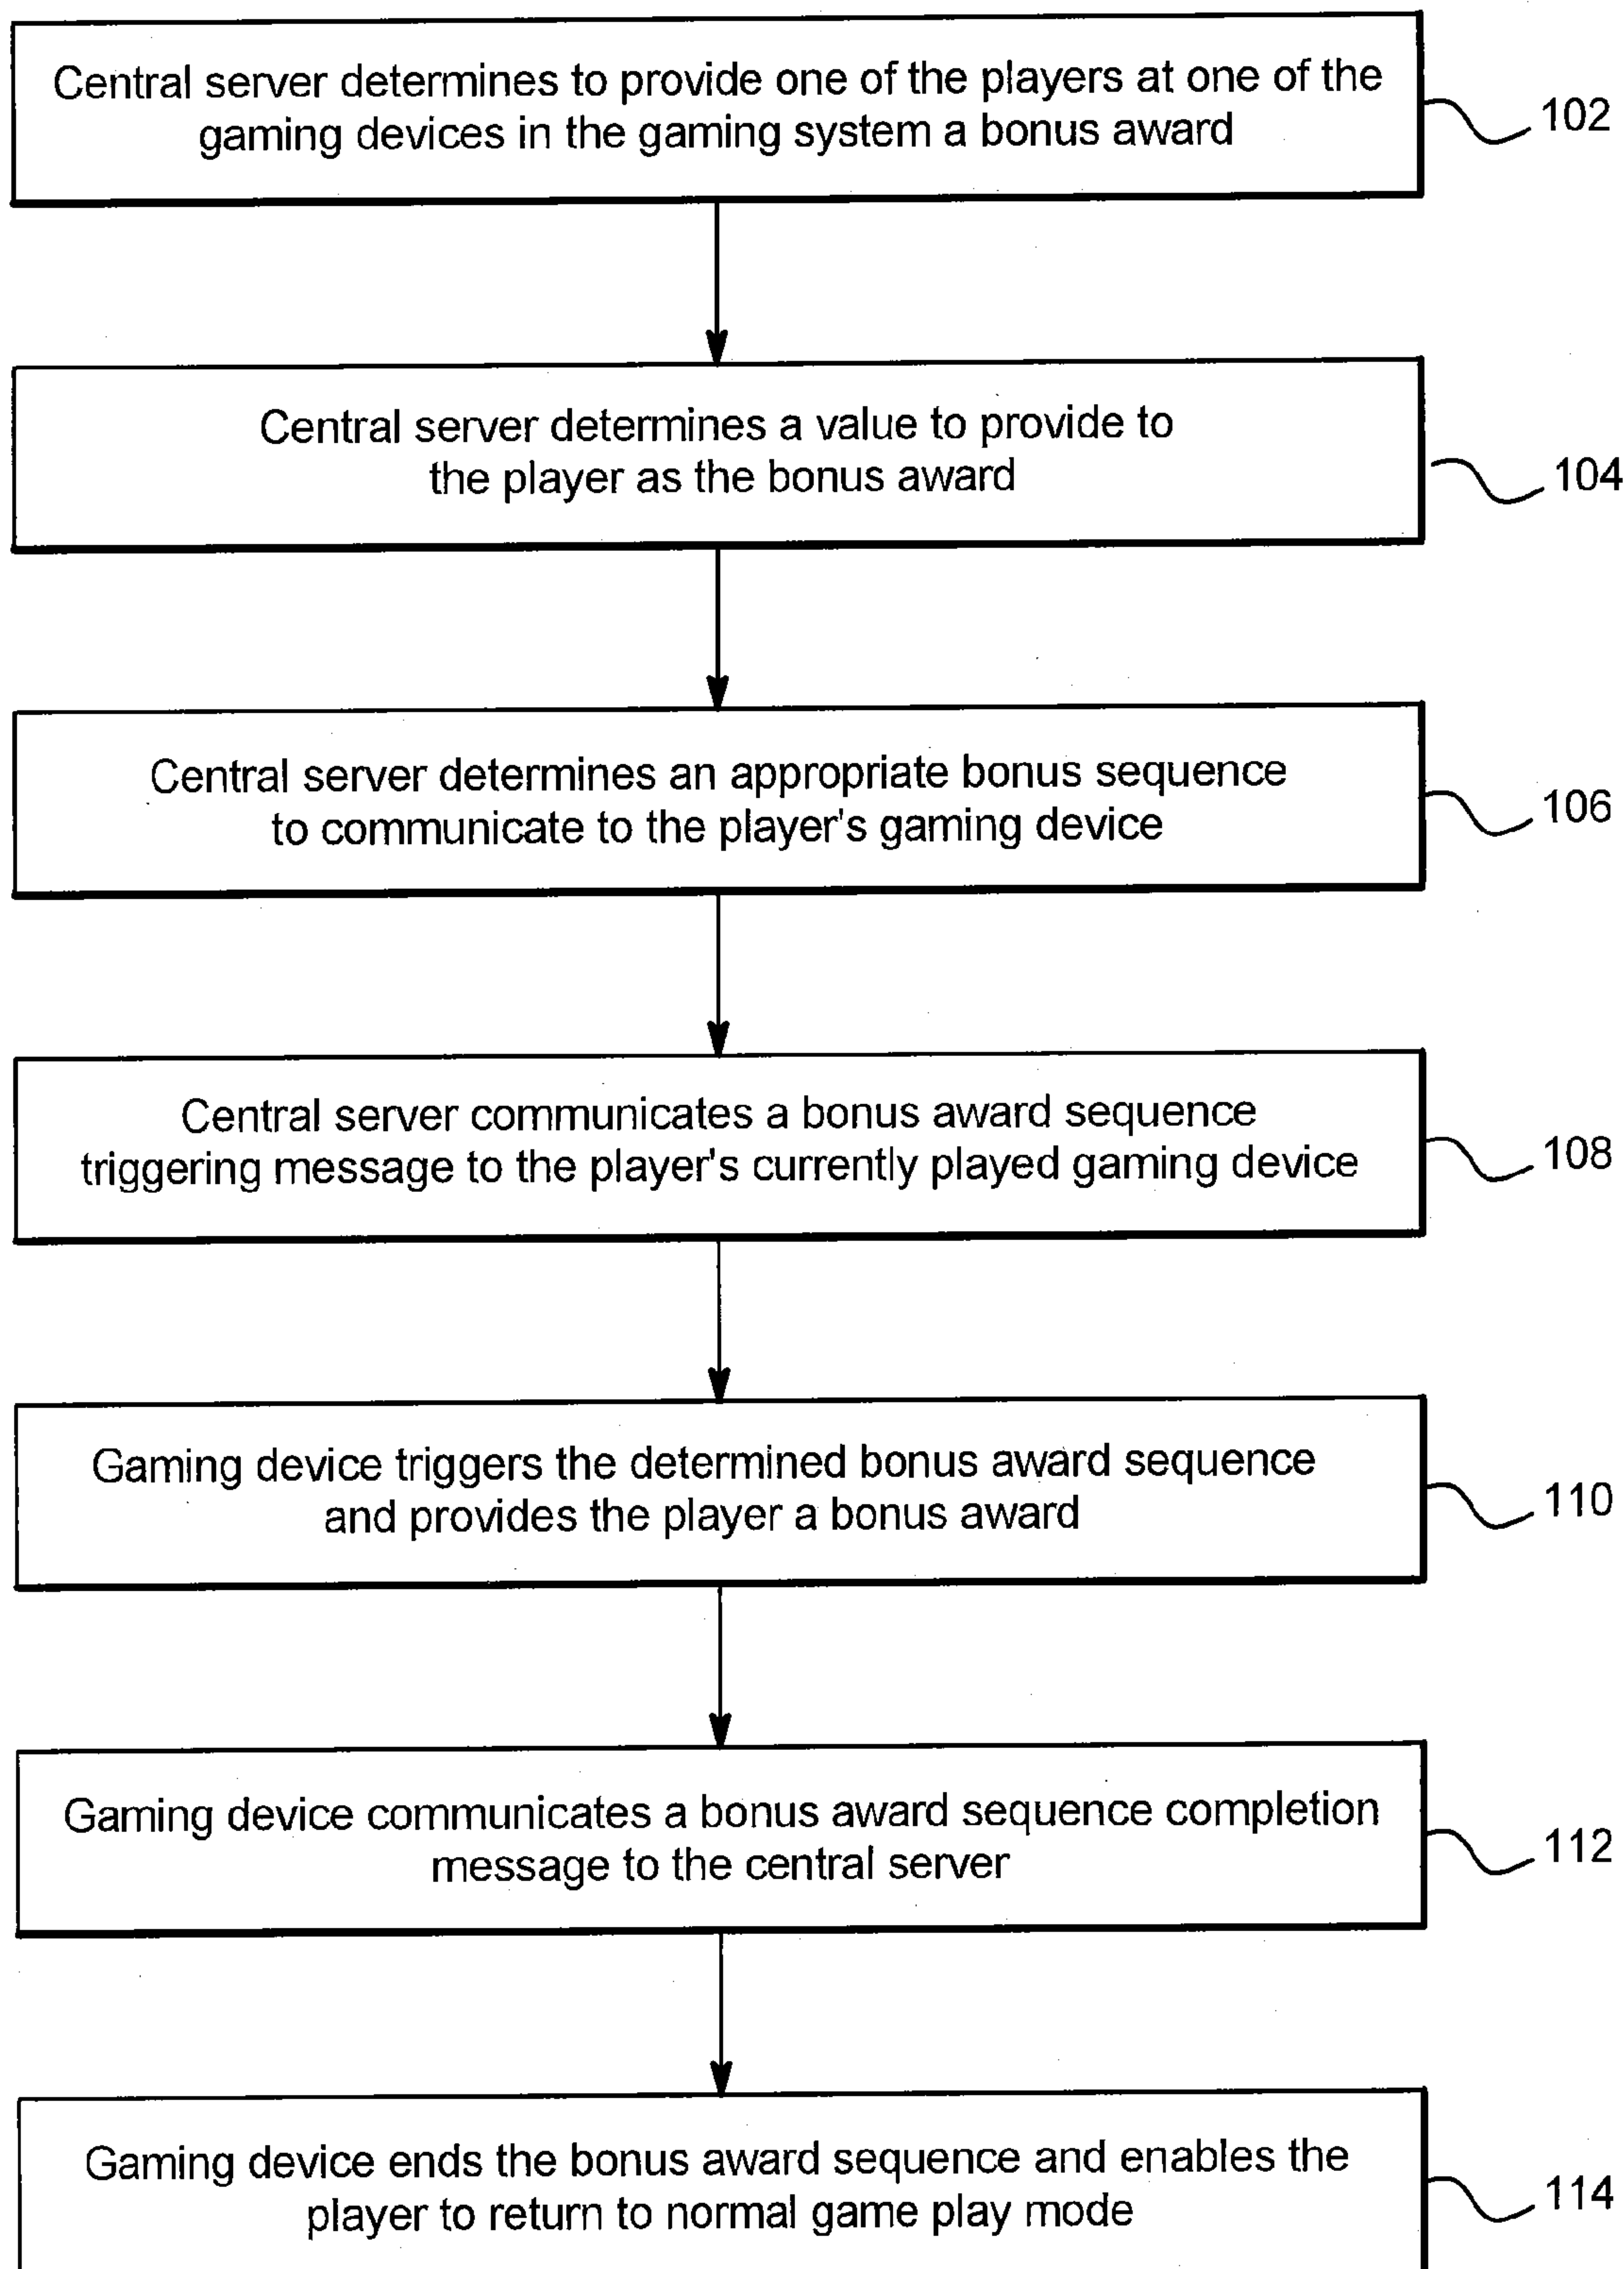 Central server determines to provide one of the players at one of the
gaming devices in the gaming system a bonus award
102
Central server determines a value to provide to
the player as the bonus award
104
Central server determines an appropriate bonus sequence
to communicate to the player's gaming device
106
Central server communicates a bonus award sequence
triggering message to the player's currently played gaming device
108
Gaming device triggers the determined bonus award sequence
and provides the player a bonus award
110
Gaming device communicates a bonus award sequence completion
message to the central server
112
Gaming device ends the bonus award sequence and enables the
player to return to normal game play mode
114